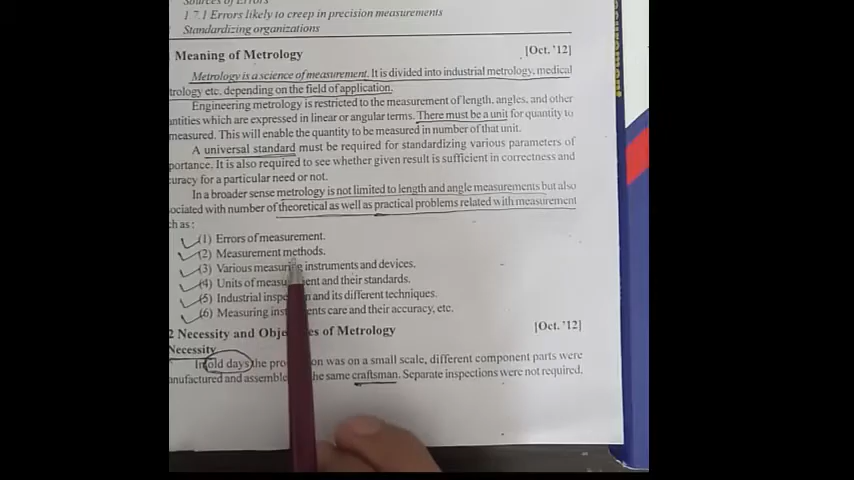 Sources of Errors
1.7.1 Errors likely to creep in precision measurements
Standardizing organizations
Meaning of Metrology [Oct. '12]
Metrology is a science of measurement. It is divided into industrial metrology, medical
trology etc. depending on the field of application.
Engineering metrology is restricted to the measurement of length, angles, and other
antities which are expressed in linear or angular terms. There must be a unit for quantity to
measured. This will enable the quantity to be measured in number of that unit.
A universal standard must be required for standardizing various parameters of
portance. It is also required to see whether given result is sufficient in correctness and
curacy for a particular need or not.
In a broader sense metrology is not limited to length and angle measurements but also
sociated with number of theoretical as well as practical problems related with measurement
ch as :
(1) Errors of measurement.
(2) Measurement methods.
(3) Various measuring instruments and devices.
(4) Units of measu ent and their standards.
(5) Industrial inspe n and its different techniques.
(6) Measuring inst ents care and their accuracy, etc.
2 Necessity and Obje es of Metrology [Oct. '12]
Necessity
In old days the pro on was on a small scale, different component parts were
anufactured and assemble the same craftsman. Separate inspections were not required.